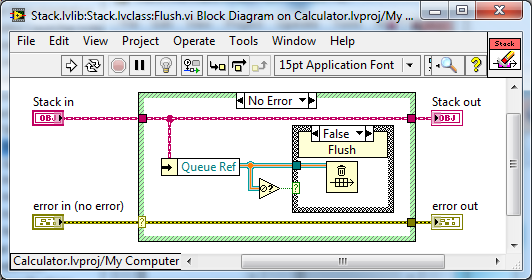 Stack.lvlib:Stack.lvclass:Flush.vi Block Diagram on Calculator.lvproj/My ...
File Edit View Project Operate Tools Window Help
15pt Application Font
Stack
Stack in
No Error
Stack out
OBJ
OBJ
False
Flush
Queue Ref
?
?
error in (no error)
error out
?
Calculator.lvproj/My Computer